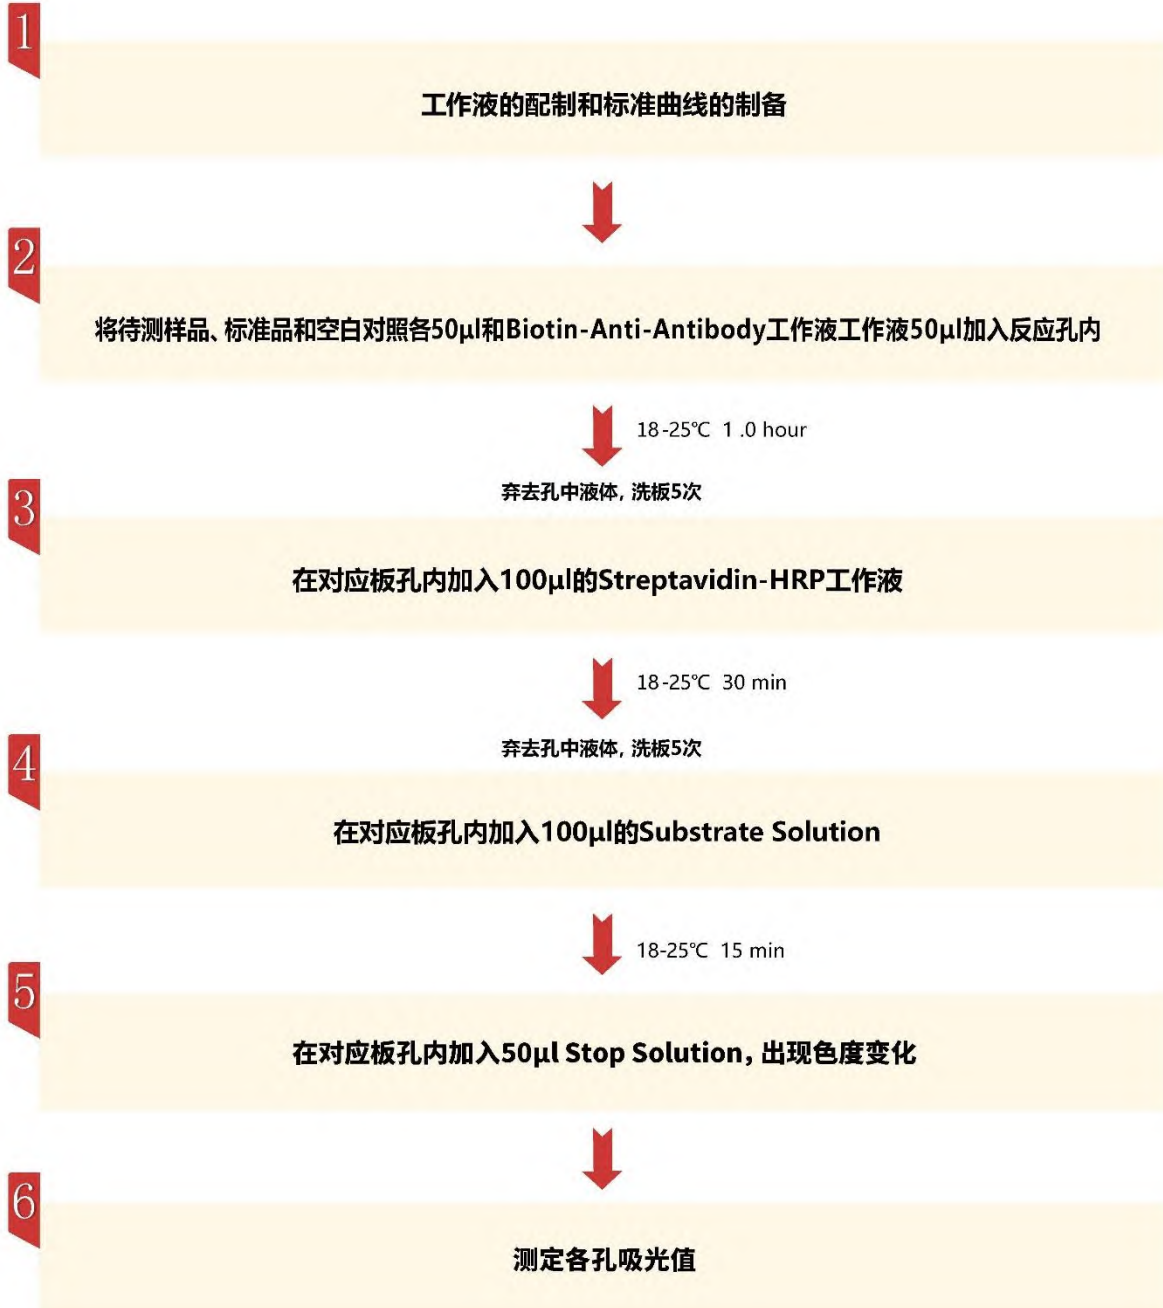 1
工作液的配制和标准曲线的制备
2
将待测样品、标准品和空白对照各50μl和Biotin-Anti-Antibody工作液工作液50μl加入反应孔内
18-25℃ 1 .0 hour
弃去孔中液体, 洗板5次
3
在对应板孔内加入100μl的Streptavidin-HRP工作液
18-25℃ 30 min
弃去孔中液体, 洗板5次
4
在对应板孔内加入100μl的Substrate Solution
18-25℃ 15 min
5
在对应板孔内加入50μl Stop Solution, 出现色度变化
6
测定各孔吸光值